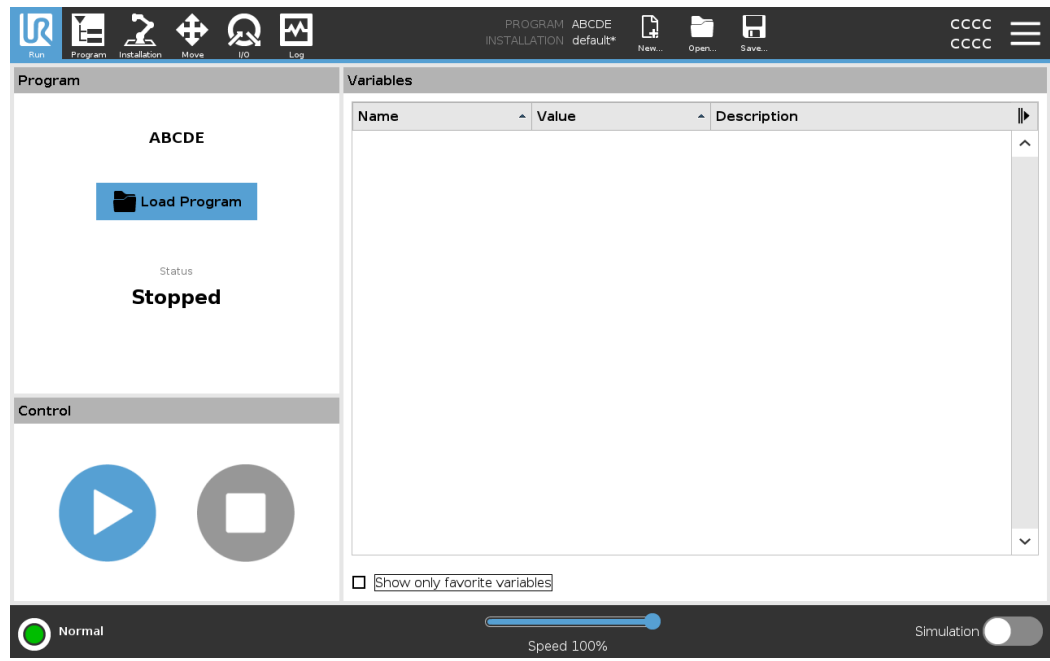 UR
PROGRAM ABCDE
INSTALLATION default*
CCCC
CCCC
Run Program Installation Move I/O Log New... Open... Save...
Program
Variables
Name Value Description
ABCDE
Load Program
Status
Stopped
Control
Show only favorite variables
Normal
Speed 100%
Simulation